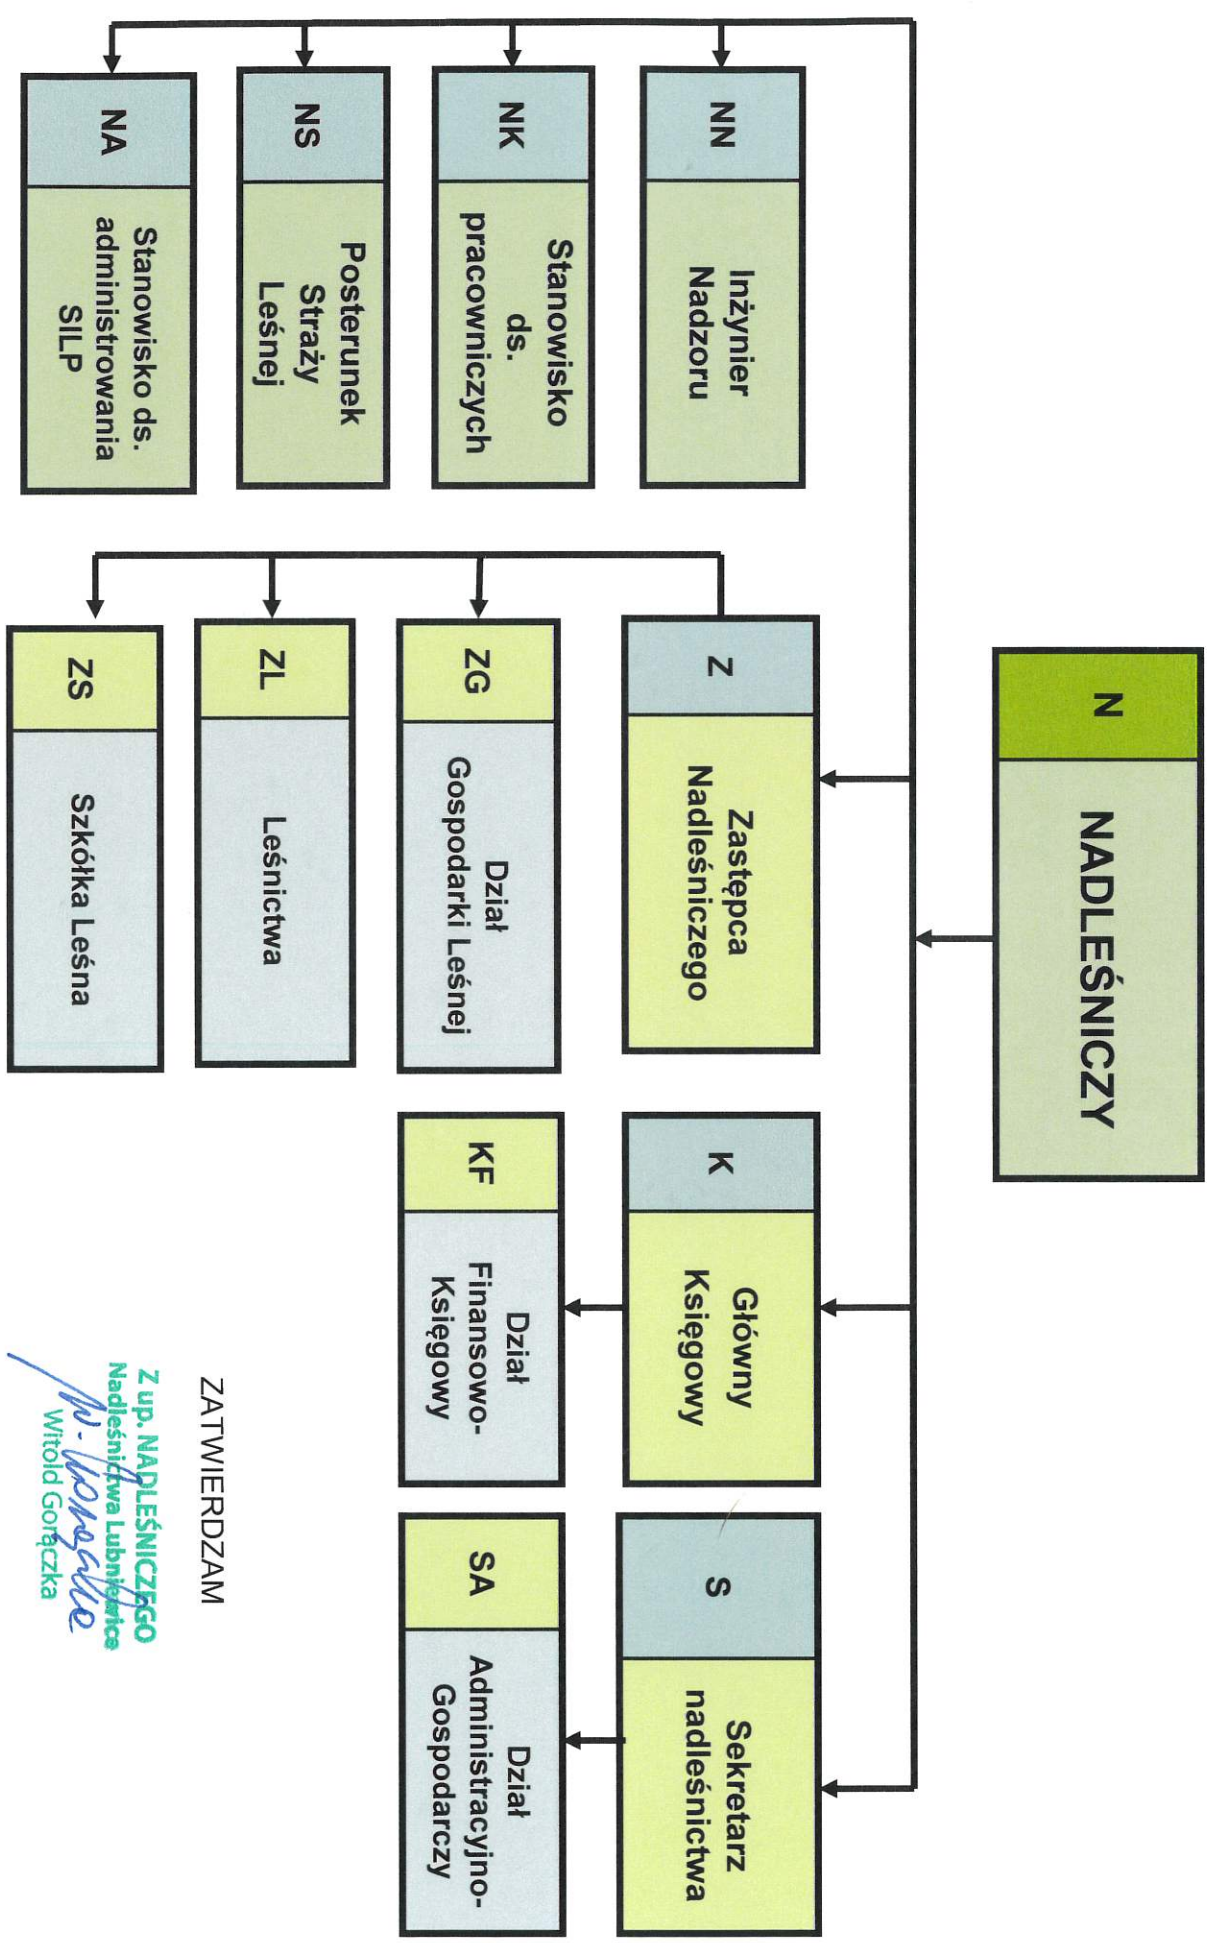 N
NADLEŚNICZY
NN
Inżynier
Nadzoru
NK
Stanowisko
ds.
pracowniczych
NS
Posterunek
Straży
Leśnej
NA
Stanowisko ds.
administrowania
SILP
Z
Zastępca
Nadleśniczego
ZG
Dział
Gospodarki Leśnej
ZL
Leśnictwa
ZS
Szkółka Leśna
K
Główny
Księgowy
KF
Dział
Finansowo-
Księgowy
S
Sekretarz
nadleśnictwa
SA
Dział
Administracyjno-
Gospodarczy
ZATWIERDZAM
Z up. NADLEŚNICZEGO
Nadleśnictwa Lubniewice
Witold Gorączka